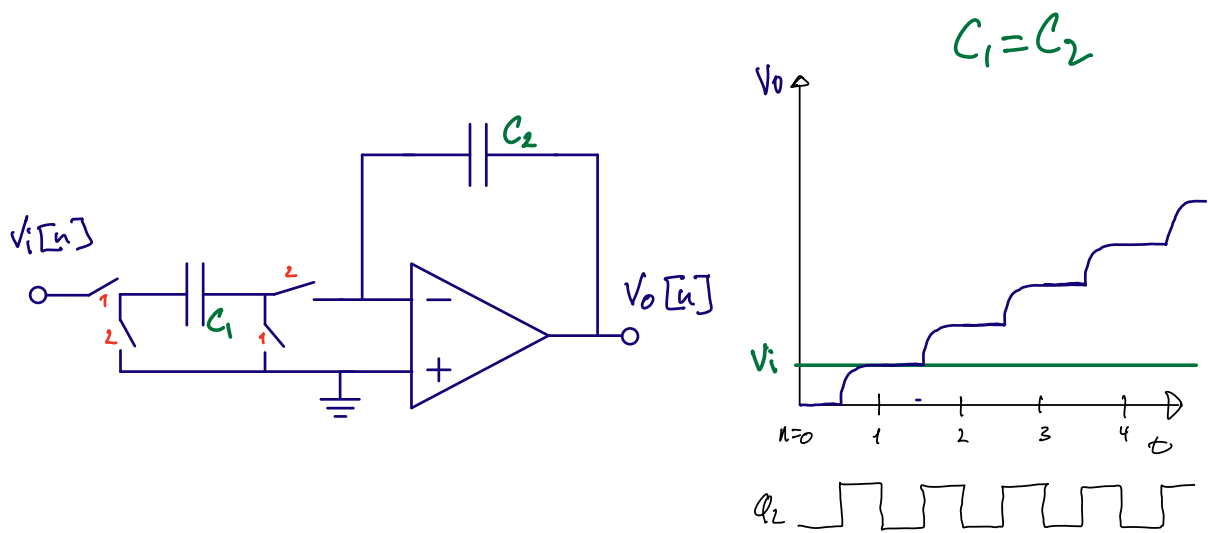 C₁ = C₂
Vo
C₂
Vi[n]
2
1
C₁
2
1
−
+
Vo[n]
Vi
n=0
1
2
3
4
t
φ₂